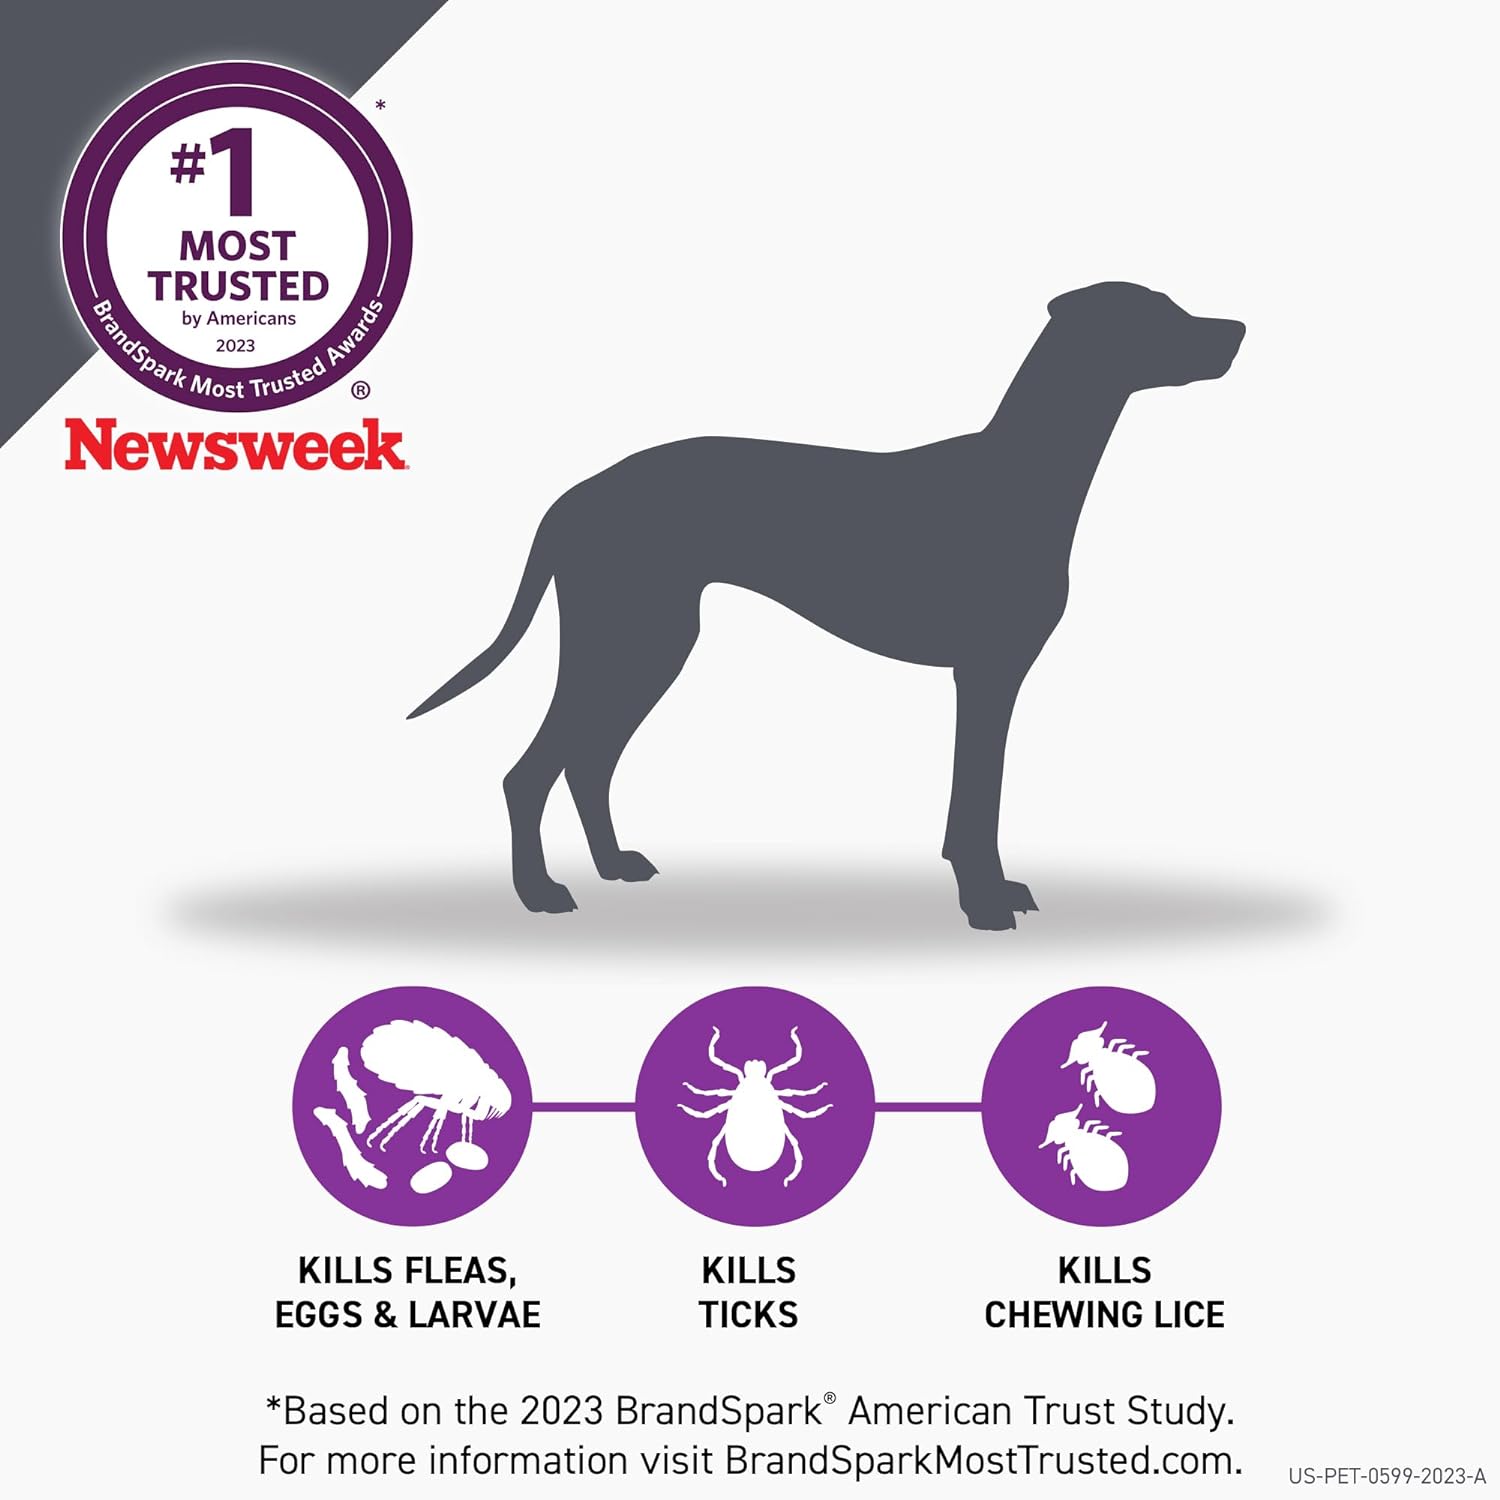 *
#1
MOST
TRUSTED
by Americans
2023
BrandSpark Most Trusted Awards
®
Newsweek
KILLS FLEAS,
EGGS & LARVAE
KILLS
TICKS
KILLS
CHEWING LICE
*Based on the 2023 BrandSpark® American Trust Study.
For more information visit BrandSparkMostTrusted.com.
US-PET-0599-2023-A